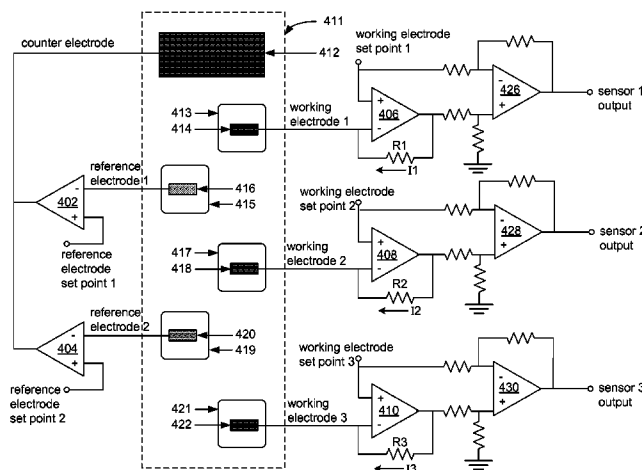 411
counter electrode
412
working electrode
set point 1
+
-
406
R1
I1
-
+
426
sensor 1
output
413
414
working
electrode 1
reference
electrode 1
402
-
+
416
415
reference
electrode
set point 1
working electrode
set point 2
+
-
408
R2
I2
-
+
428
sensor 2
output
417
418
working
electrode 2
reference
electrode 2
404
-
+
420
419
reference
electrode
set point 2
working electrode
set point 3
+
-
410
R3
I3
-
+
430
sensor 3
output
421
422
working
electrode 3